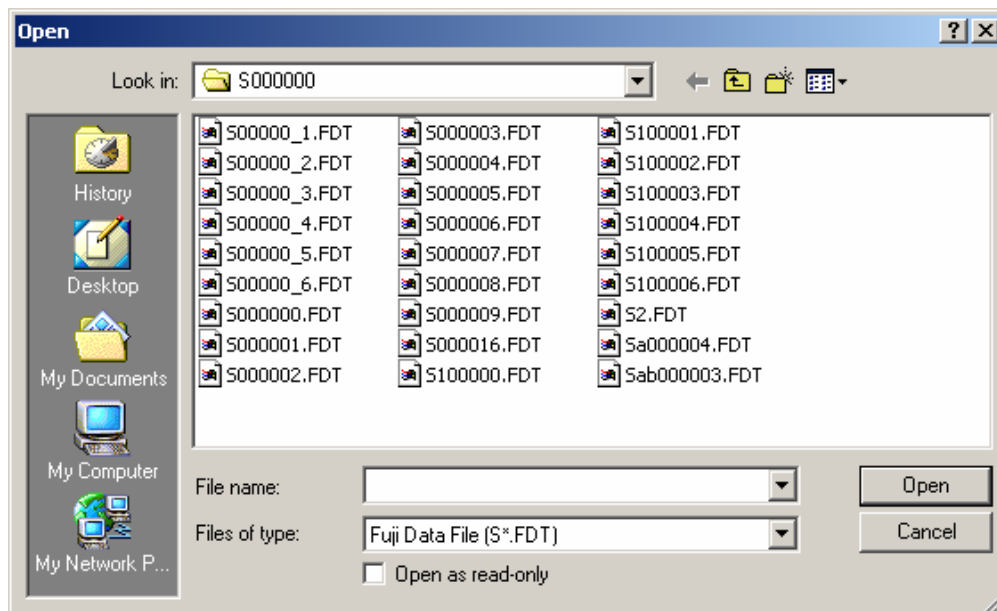 Open
Look in: S000000
History
Desktop
My Documents
My Computer
My Network P...
S00000_1.FDT
S00000_2.FDT
S00000_3.FDT
S00000_4.FDT
S00000_5.FDT
S00000_6.FDT
S000000.FDT
S000001.FDT
S000002.FDT
S000003.FDT
S000004.FDT
S000005.FDT
S000006.FDT
S000007.FDT
S000008.FDT
S000009.FDT
S000016.FDT
S100000.FDT
S100001.FDT
S100002.FDT
S100003.FDT
S100004.FDT
S100005.FDT
S100006.FDT
S2.FDT
Sa000004.FDT
Sab000003.FDT
File name:
Open
Files of type: Fuji Data File (S*.FDT)
Cancel
Open as read-only